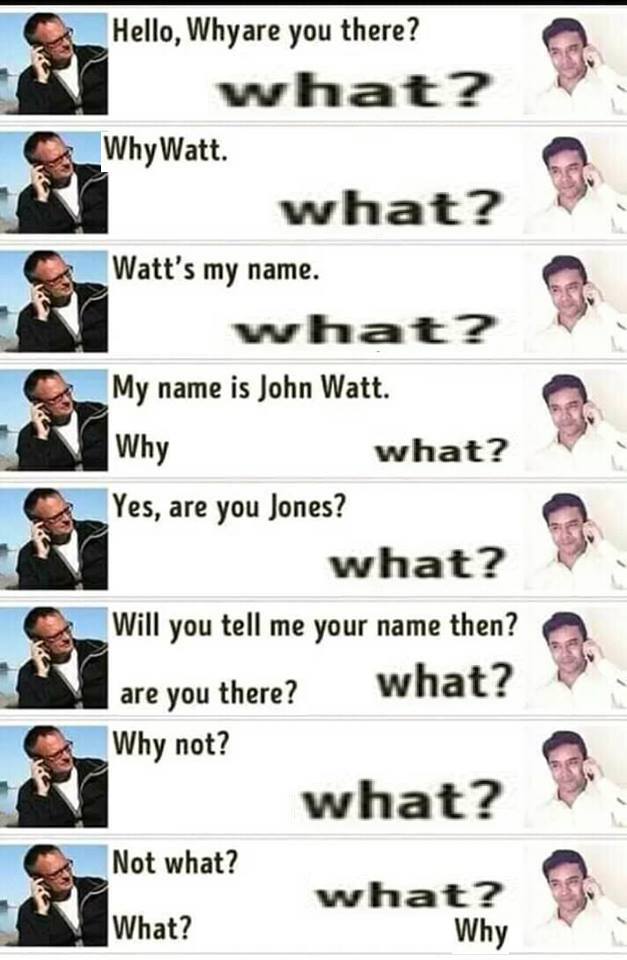 Hello, Whyare you there?
what?
WhyWatt.
what?
Watt's my name.
what?
My name is John Watt.
Why what?
Yes, are you Jones?
what?
Will you tell me your name then?
are you there? what?
Why not?
what?
Not what?
what?
What? Why